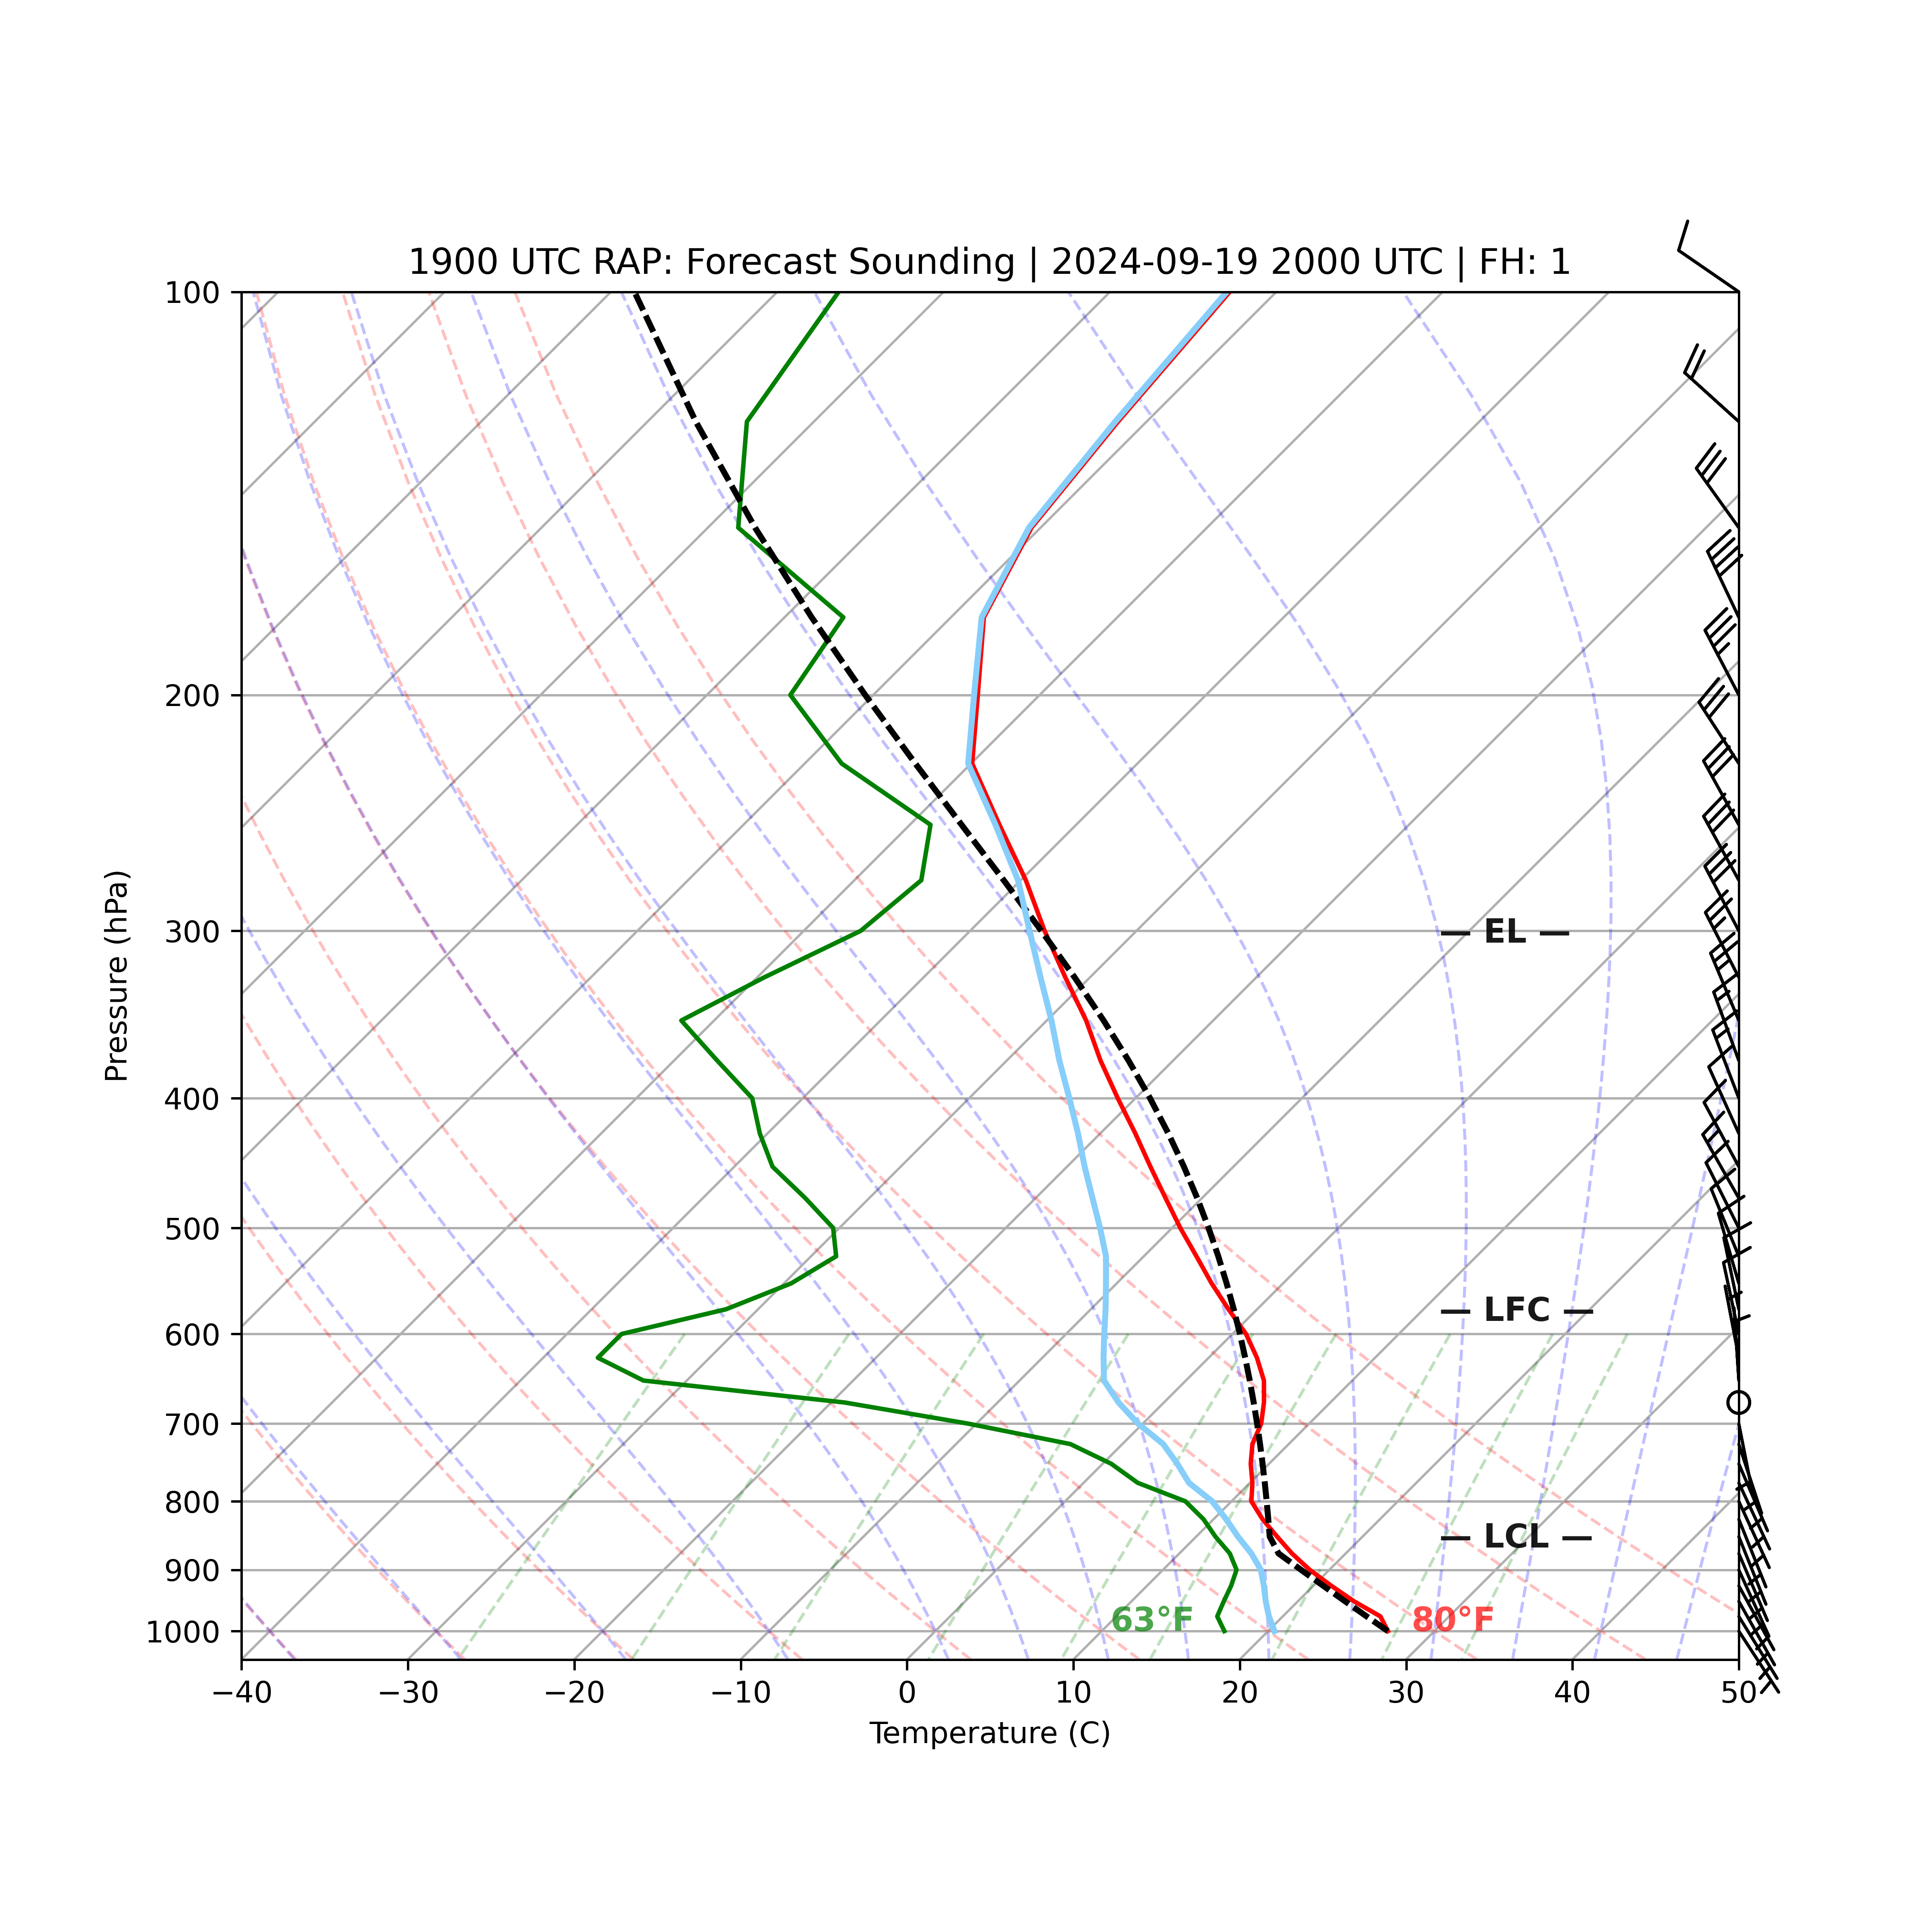 1900 UTC RAP: Forecast Sounding | 2024-09-19 2000 UTC | FH: 1
100
200
300
400
500
600
700
800
900
1000
Pressure (hPa)
— EL —
— LFC —
— LCL —
63°F
80°F
−40 −30 −20 −10 0 10 20 30 40 50
Temperature (C)